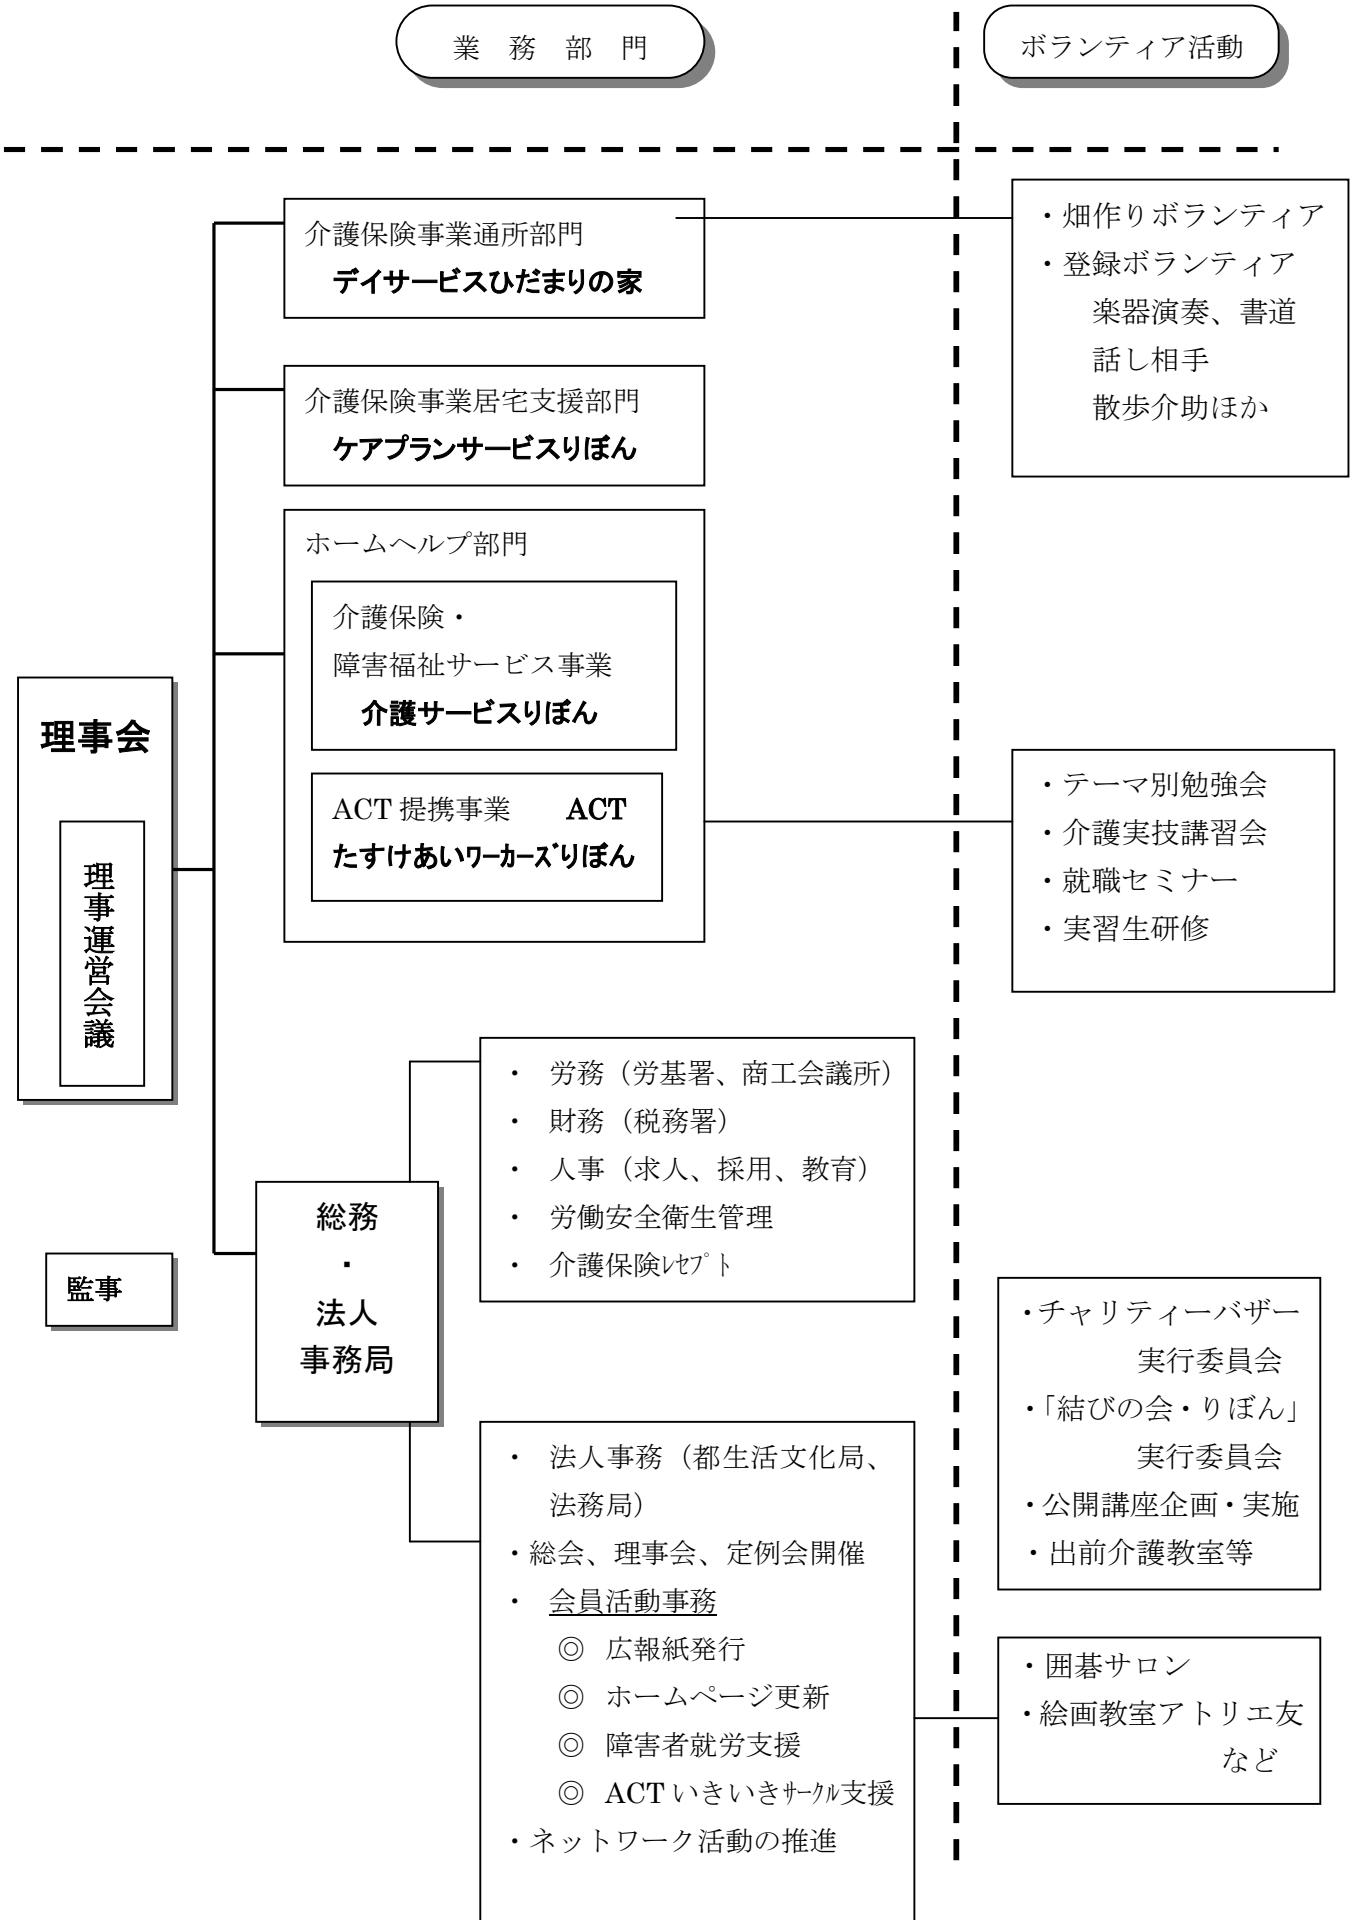 業 務 部 門
ボランティア活動
介護保険事業通所部門
デイサービスひだまりの家
・畑作りボランティア
・登録ボランティア
楽器演奏、書道
話し相手
散歩介助ほか
介護保険事業居宅支援部門
ケアプランサービスりぼん
ホームヘルプ部門
介護保険・
障害福祉サービス事業
介護サービスりぼん
ACT 提携事業 ACT
たすけあいワーカーズりぼん
理事会
理事運営会議
監事
・テーマ別勉強会
・介護実技講習会
・就職セミナー
・実習生研修
総務
・
法人
事務局
・ 労務（労基署、商工会議所）
・ 財務（税務署）
・ 人事（求人、採用、教育）
・ 労働安全衛生管理
・ 介護保険ﾚｾﾌﾟﾄ
・ 法人事務（都生活文化局、
法務局）
・総会、理事会、定例会開催
・ 会員活動事務
◎ 広報紙発行
◎ ホームページ更新
◎ 障害者就労支援
◎ ACT いきいきｻｰｸﾙ支援
・ネットワーク活動の推進
・チャリティーバザー
実行委員会
・「結びの会・りぼん」
実行委員会
・公開講座企画・実施
・出前介護教室等
・囲碁サロン
・絵画教室アトリエ友
など